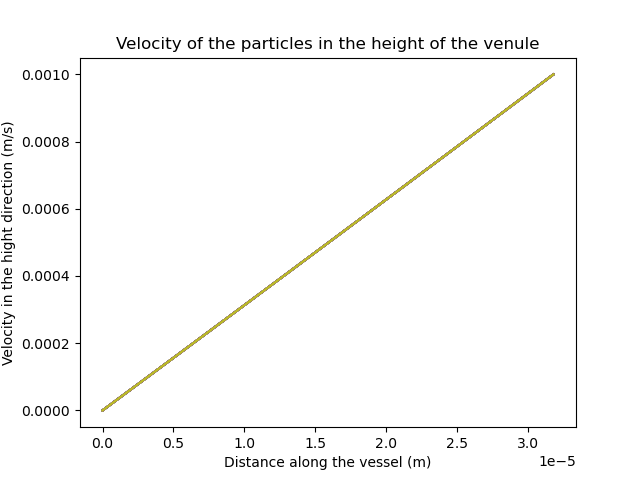 Velocity of the particles in the height of the venule
0.0010
0.0008
0.0006
0.0004
0.0002
0.0000
Velocity in the hight direction (m/s)
0.0 0.5 1.0 1.5 2.0 2.5 3.0
1e−5
Distance along the vessel (m)